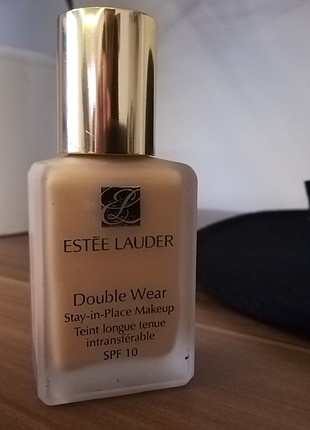 ESTĒE LAUDER
Double Wear
Stay-in-Place Makeup
Teint longue tenue
intransférable
SPF 10